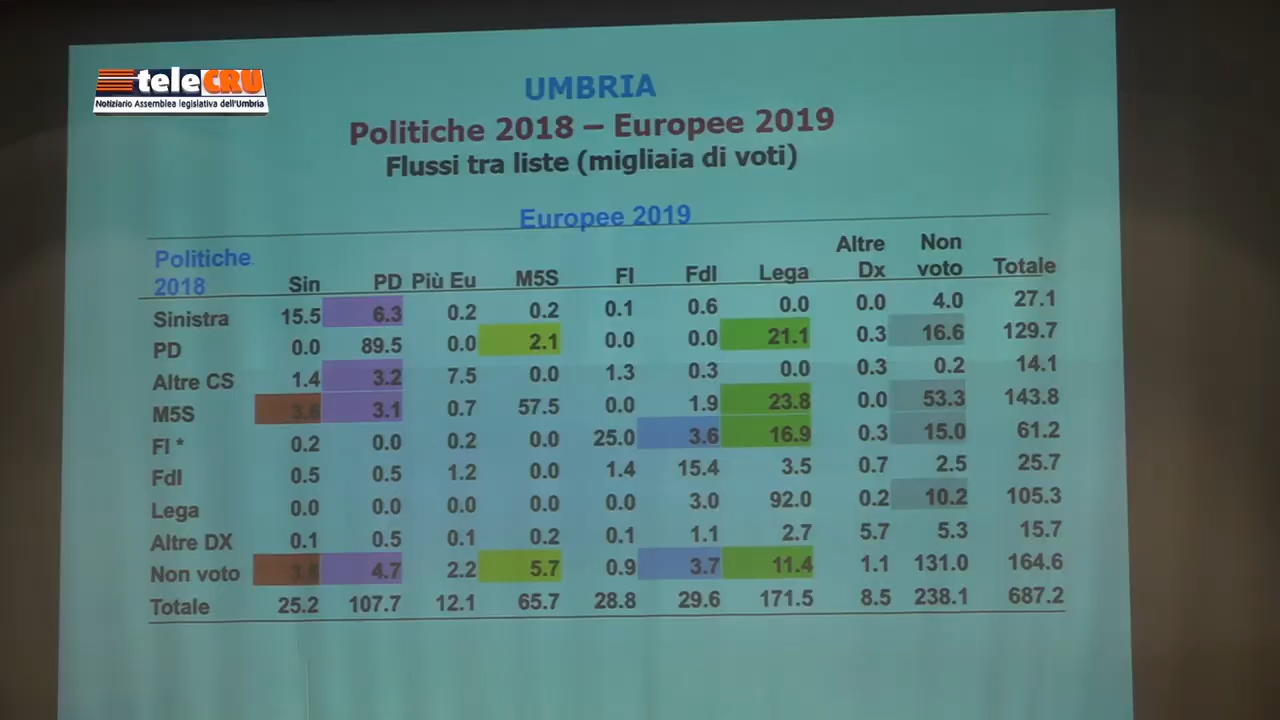 teleCRU
Notiziario Assemblea legislativa dell'Umbria
UMBRIA
Politiche 2018 – Europee 2019
Flussi tra liste (migliaia di voti)
Europee 2019
Politiche 2018 Sin PD Più Eu M5S FI FdI Lega Altre Dx Non voto Totale
Sinistra 15.5 6.3 0.2 0.2 0.1 0.6 0.0 0.0 4.0 27.1
PD 0.0 89.5 0.0 2.1 0.0 0.0 21.1 0.3 16.6 129.7
Altre CS 1.4 3.2 7.5 0.0 1.3 0.3 0.0 0.3 0.2 14.1
M5S 3.1 0.7 57.5 0.0 1.9 23.8 0.0 53.3 143.8
FI * 0.2 0.0 0.2 0.0 25.0 3.6 16.9 0.3 15.0 61.2
FdI 0.5 0.5 1.2 0.0 1.4 15.4 3.5 0.7 2.5 25.7
Lega 0.0 0.0 0.0 0.0 0.0 3.0 92.0 0.2 10.2 105.3
Altre DX 0.1 0.5 0.1 0.2 0.1 1.1 2.7 5.7 5.3 15.7
Non voto 4.7 2.2 5.7 0.9 3.7 11.4 1.1 131.0 164.6
Totale 25.2 107.7 12.1 65.7 28.8 29.6 171.5 8.5 238.1 687.2